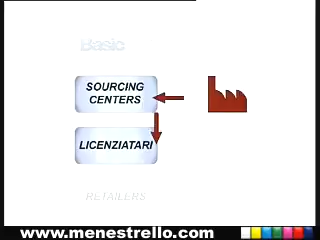 Basic
SOURCING
CENTERS
LICENZIATARI
RETAILERS
www.menestrello.com